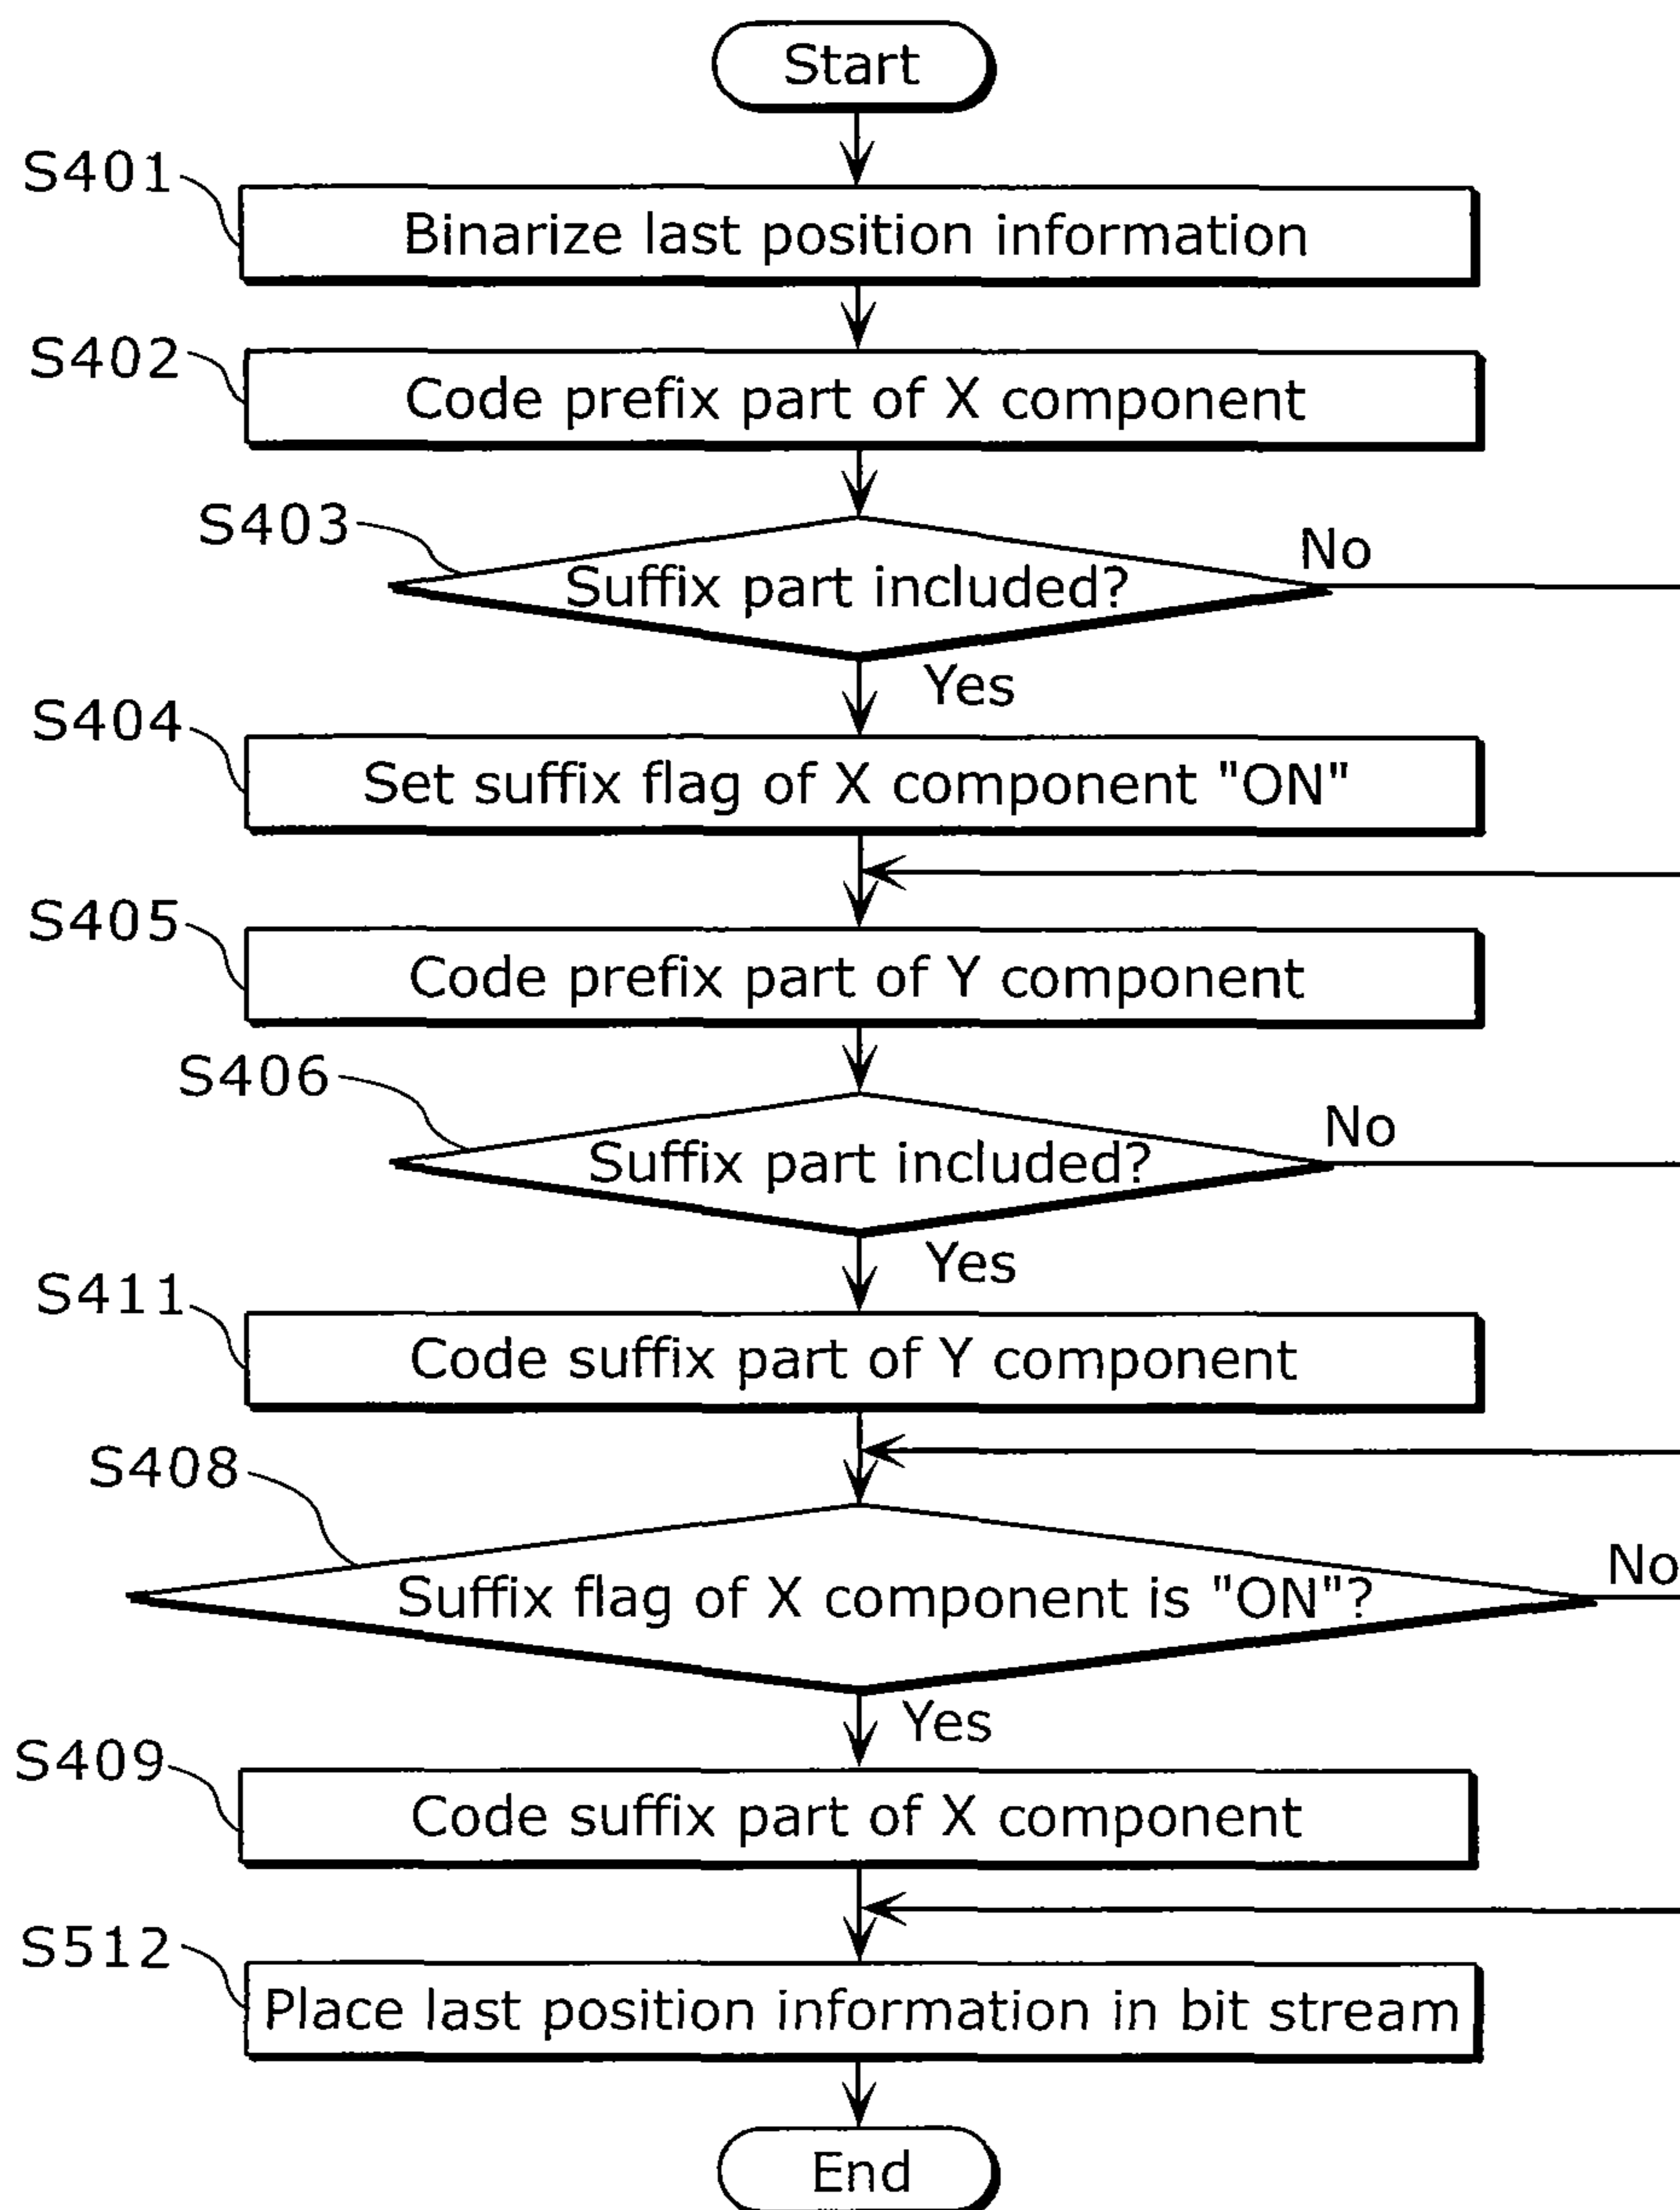 Start
S401
Binarize last position information
S402
Code prefix part of X component
S403
Suffix part included?
No
Yes
S404
Set suffix flag of X component "ON"
S405
Code prefix part of Y component
S406
Suffix part included?
No
Yes
S411
Code suffix part of Y component
S408
Suffix flag of X component is "ON"?
No
Yes
S409
Code suffix part of X component
S512
Place last position information in bit stream
End